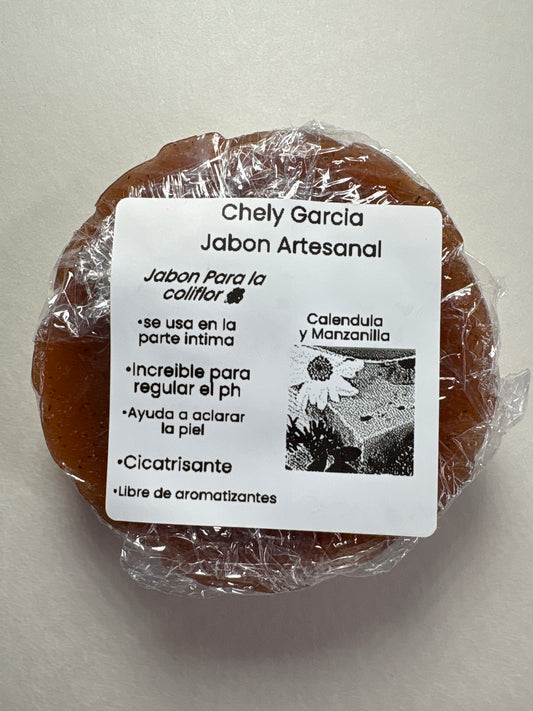 Chely Garcia
Jabon Artesanal
Jabon Para la
coliflor
•se usa en la
parte intima
•Increible para
regular el ph
•Ayuda a aclarar
la piel
•Cicatrisante
•Libre de aromatizantes
Calendula
y Manzanilla